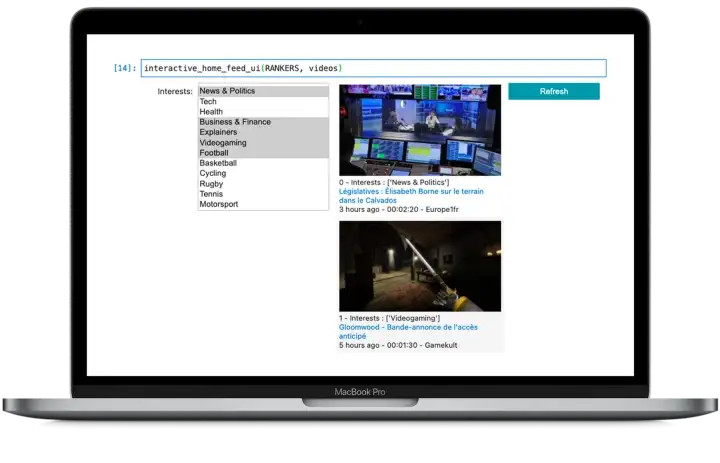 [14]: interactive_home_feed_ui(RANKERS, videos)
Interests:
News & Politics
Tech
Health
Business & Finance
Explainers
Videogaming
Football
Basketball
Cycling
Rugby
Tennis
Motorsport
0 - Interests : ['News & Politics']
Législatives : Élisabeth Borne sur le terrain
dans le Calvados
3 hours ago - 00:02:20 - Europe1fr
1 - Interests : ['Videogaming']
Gloomwood - Bande-annonce de l'accès
anticipé
5 hours ago - 00:01:30 - Gamekult
Refresh
MacBook Pro